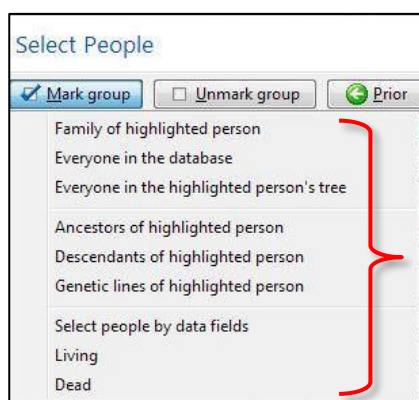 Select People
Mark group Unmark group Prior
Family of highlighted person
Everyone in the database
Everyone in the highlighted person's tree
Ancestors of highlighted person
Descendants of highlighted person
Genetic lines of highlighted person
Select people by data fields
Living
Dead